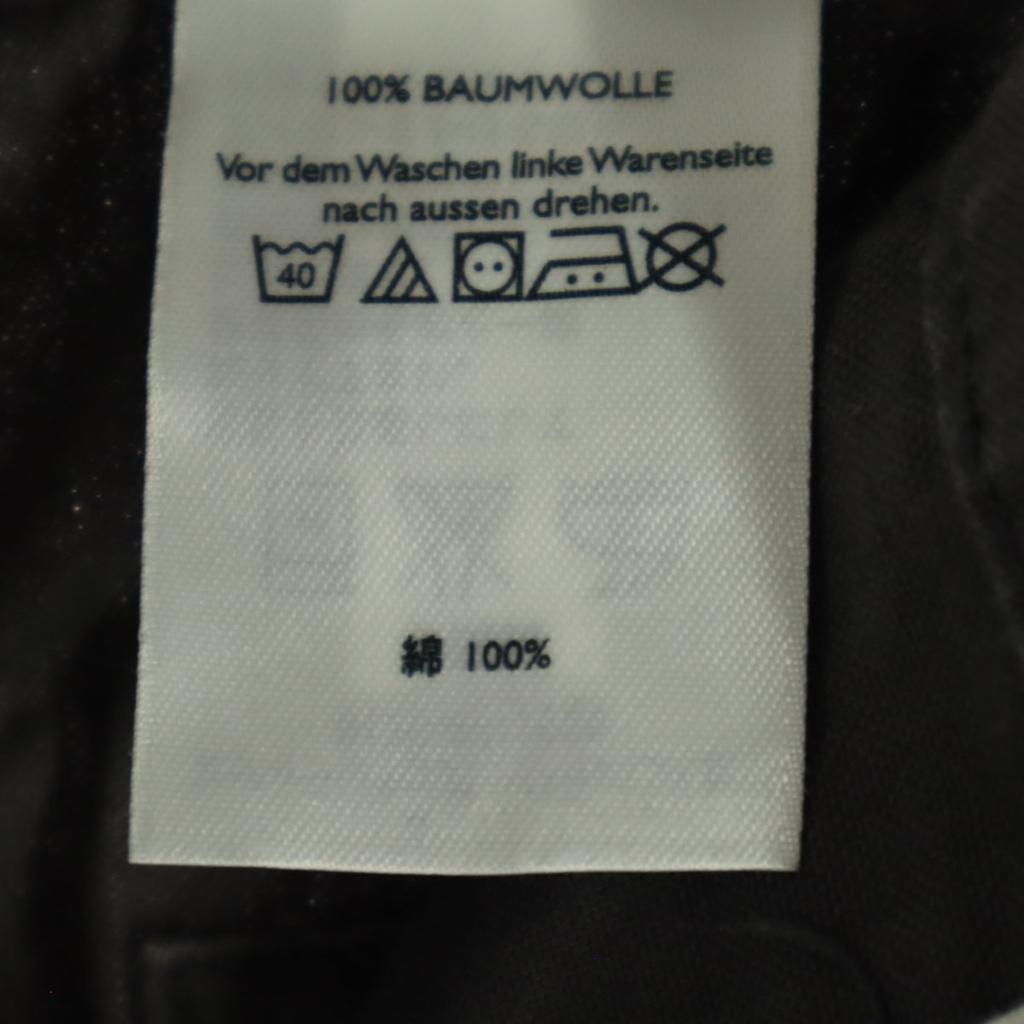 100% BAUMWOLLE
Vor dem Waschen linke Warenseite
nach aussen drehen.
40
綿 100%